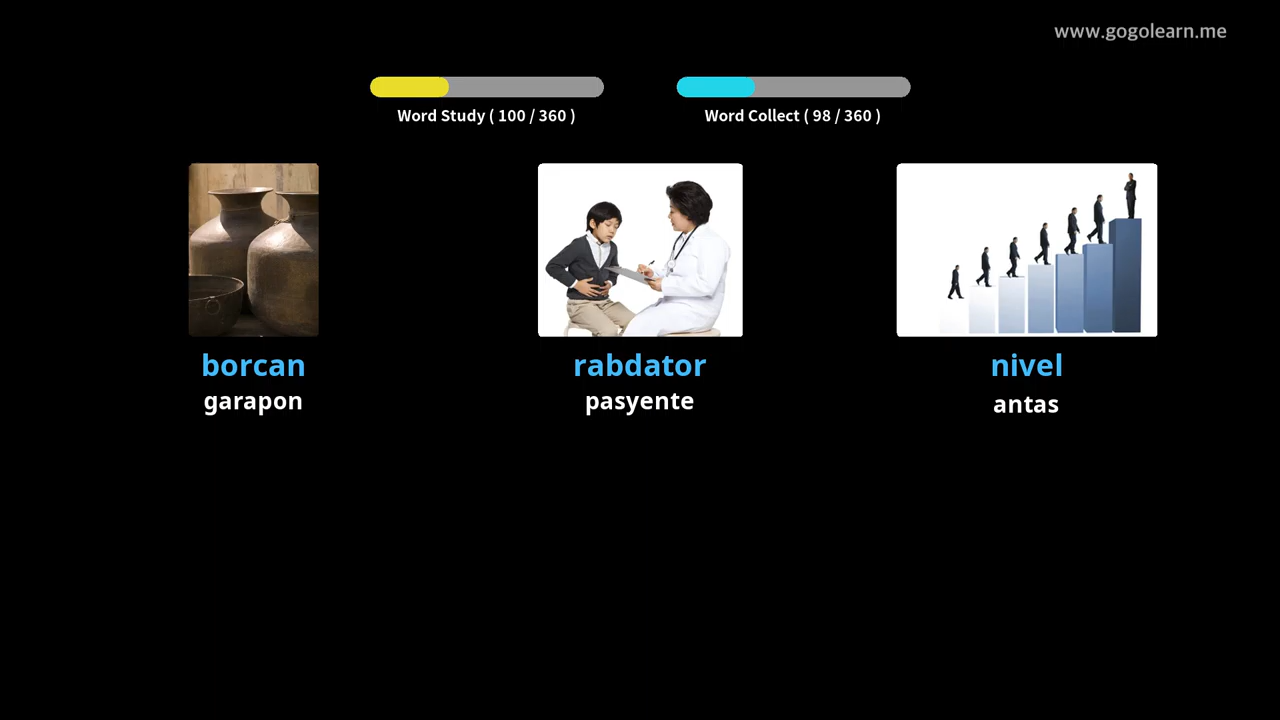 www.gogolearn.me
Word Study ( 100 / 360 )
Word Collect ( 98 / 360 )
borcan
garapon
rabdator
pasyente
nivel
antas